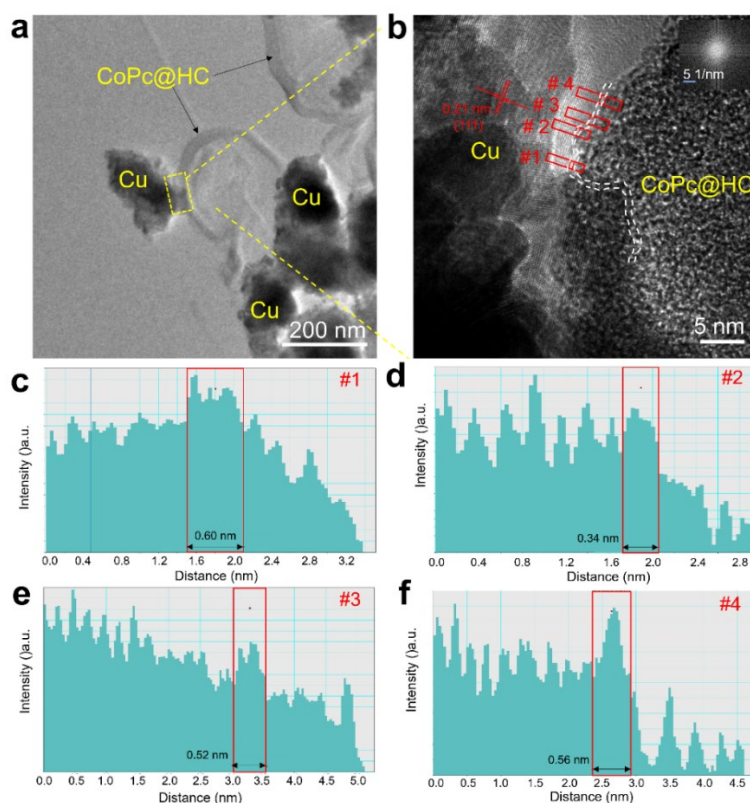 a
CoPc@HC
Cu
Cu
Cu
200 nm
b
5 1/nm
#4
#3
#2
#1
0.21 nm
(111)
Cu
CoPc@HC
5 nm
c
#1
Intensity ()a.u.
0.60 nm
0.0 0.4 0.8 1.2 1.6 2.0 2.4 2.8 3.2
Distance (nm)
d
#2
Intensity ()a.u.
0.34 nm
0.0 0.4 0.8 1.2 1.6 2.0 2.4 2.8
Distance (nm)
e
#3
Intensity ()a.u.
0.52 nm
0.0 0.5 1.0 1.5 2.0 2.5 3.0 3.5 4.0 4.5 5.0
Distance (nm)
f
#4
Intensity ()a.u.
0.56 nm
0.0 0.5 1.0 1.5 2.0 2.5 3.0 3.5 4.0 4.5
Distance (nm)